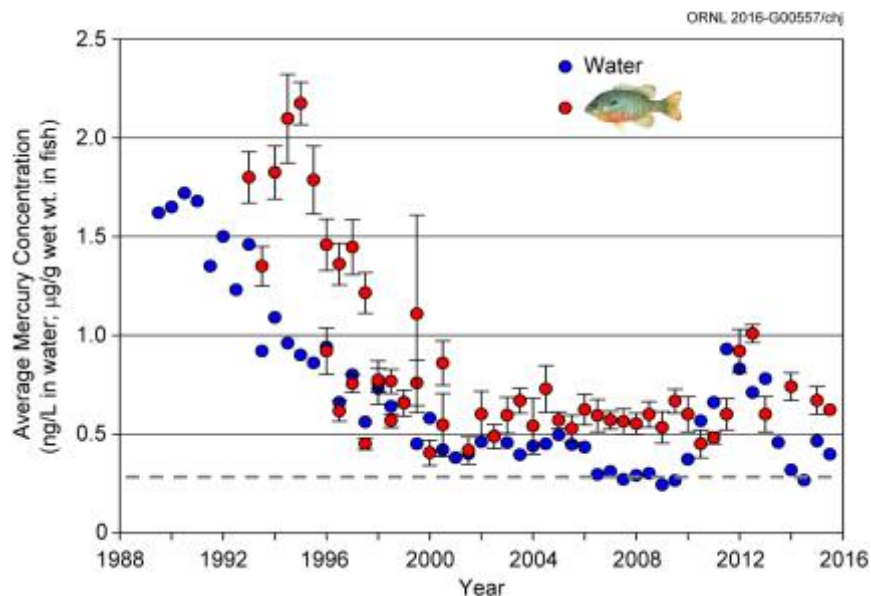 ORNL 2016-G00557/chj
2.5
2.0
1.5
1.0
0.5
0
Average Mercury Concentration
(ng/L in water; µg/g wet wt. in fish)
Water
1988 1992 1996 2000 2004 2008 2012 2016
Year